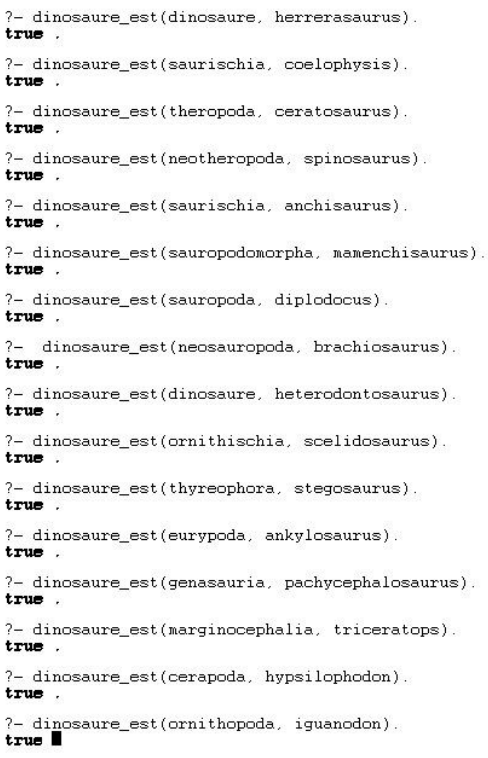 ?- dinosaure_est(dinosaure, herrerasaurus).
true .
?- dinosaure_est(saurischia, coelophysis).
true .
?- dinosaure_est(theropoda, ceratosaurus).
true .
?- dinosaure_est(neotheropoda, spinosaurus).
true .
?- dinosaure_est(saurischia, anchisaurus).
true .
?- dinosaure_est(sauropodomorpha, mamenchisaurus).
true .
?- dinosaure_est(sauropoda, diplodocus).
true .
?-  dinosaure_est(neosauropoda, brachiosaurus).
true .
?- dinosaure_est(dinosaure, heterodontosaurus).
true .
?- dinosaure_est(ornithischia, scelidosaurus).
true .
?- dinosaure_est(thyreophora, stegosaurus).
true .
?- dinosaure_est(eurypoda, ankylosaurus).
true .
?- dinosaure_est(genasauria, pachycephalosaurus).
true .
?- dinosaure_est(marginocephalia, triceratops).
true .
?- dinosaure_est(cerapoda, hypsilophodon).
true .
?- dinosaure_est(ornithopoda, iguanodon).
true